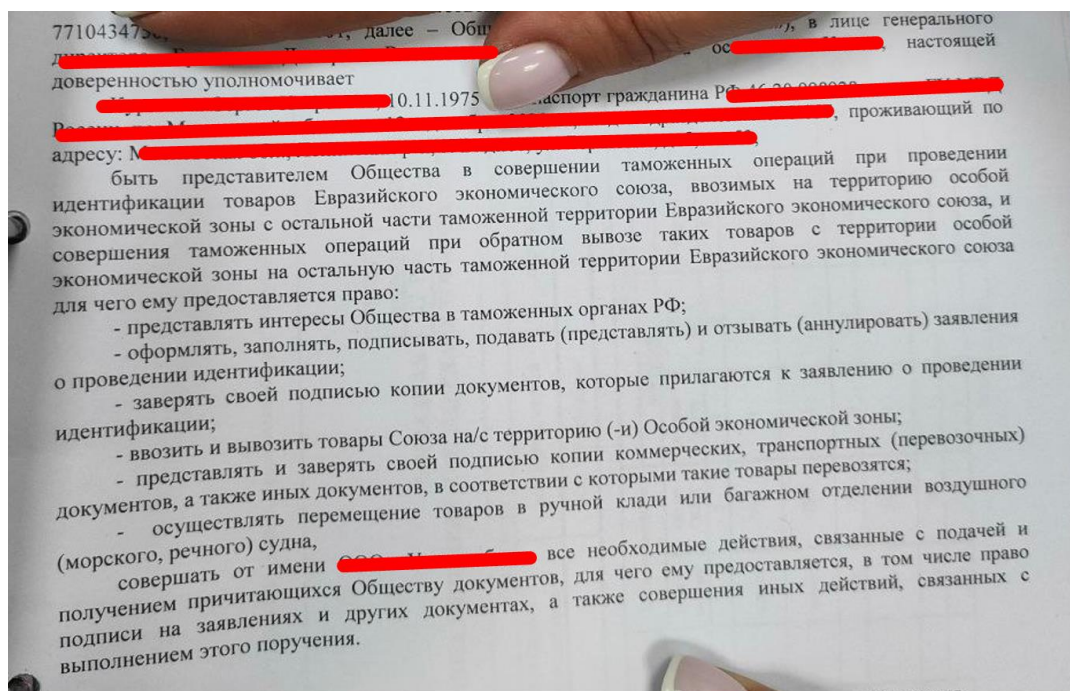 далее – в лице генерального
настоящей
доверенностью уполномочивает
10.11.1975 гражданина
проживающий по
адресу:
быть представителем Общества в совершении таможенных операций при проведении
идентификации товаров Евразийского экономического союза, ввозимых на территорию особой
экономической зоны с остальной части таможенной территории Евразийского экономического союза, и
совершения таможенных операций при обратном вывозе таких товаров с территории особой
экономической зоны на остальную часть таможенной территории Евразийского экономического союза
для чего ему предоставляется право:
- представлять интересы Общества в таможенных органах РФ;
- оформлять, заполнять, подписывать, подавать (представлять) и отзывать (аннулировать) заявления
о проведении идентификации;
- заверять своей подписью копии документов, которые прилагаются к заявлению о проведении
идентификации;
- ввозить и вывозить товары Союза на/с территорию (-и) Особой экономической зоны;
- представлять и заверять своей подписью копии коммерческих, транспортных (перевозочных)
документов, а также иных документов, в соответствии с которыми такие товары перевозятся;
- осуществлять перемещение товаров в ручной клади или багажном отделении воздушного
(морского, речного) судна,
совершать от имени все необходимые действия, связанные с подачей и
получением причитающихся Обществу документов, для чего ему предоставляется, в том числе право
подписи на заявлениях и других документах, а также совершения иных действий, связанных с
выполнением этого поручения.